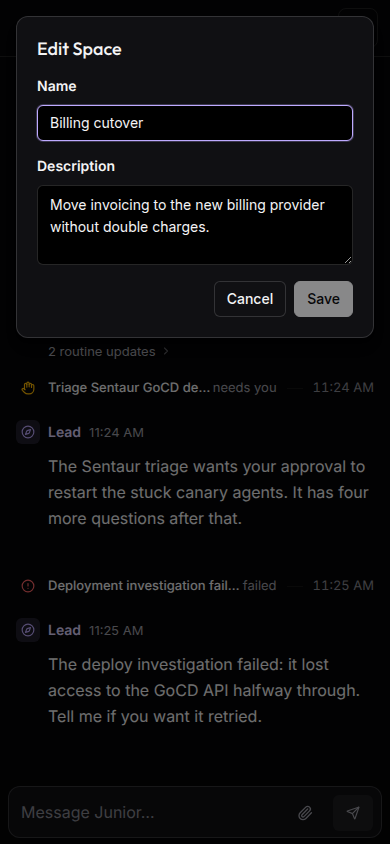 Edit Space
Name
Billing cutover
Description
Move invoicing to the new billing provider
without double charges.
Cancel
Save
2 routine updates
Triage Sentaur GoCD de... needs you
11:24 AM
Lead 11:24 AM
The Sentaur triage wants your approval to
restart the stuck canary agents. It has four
more questions after that.
Deployment investigation fail... failed
11:25 AM
Lead 11:25 AM
The deploy investigation failed: it lost
access to the GoCD API halfway through.
Tell me if you want it retried.
Message Junior...